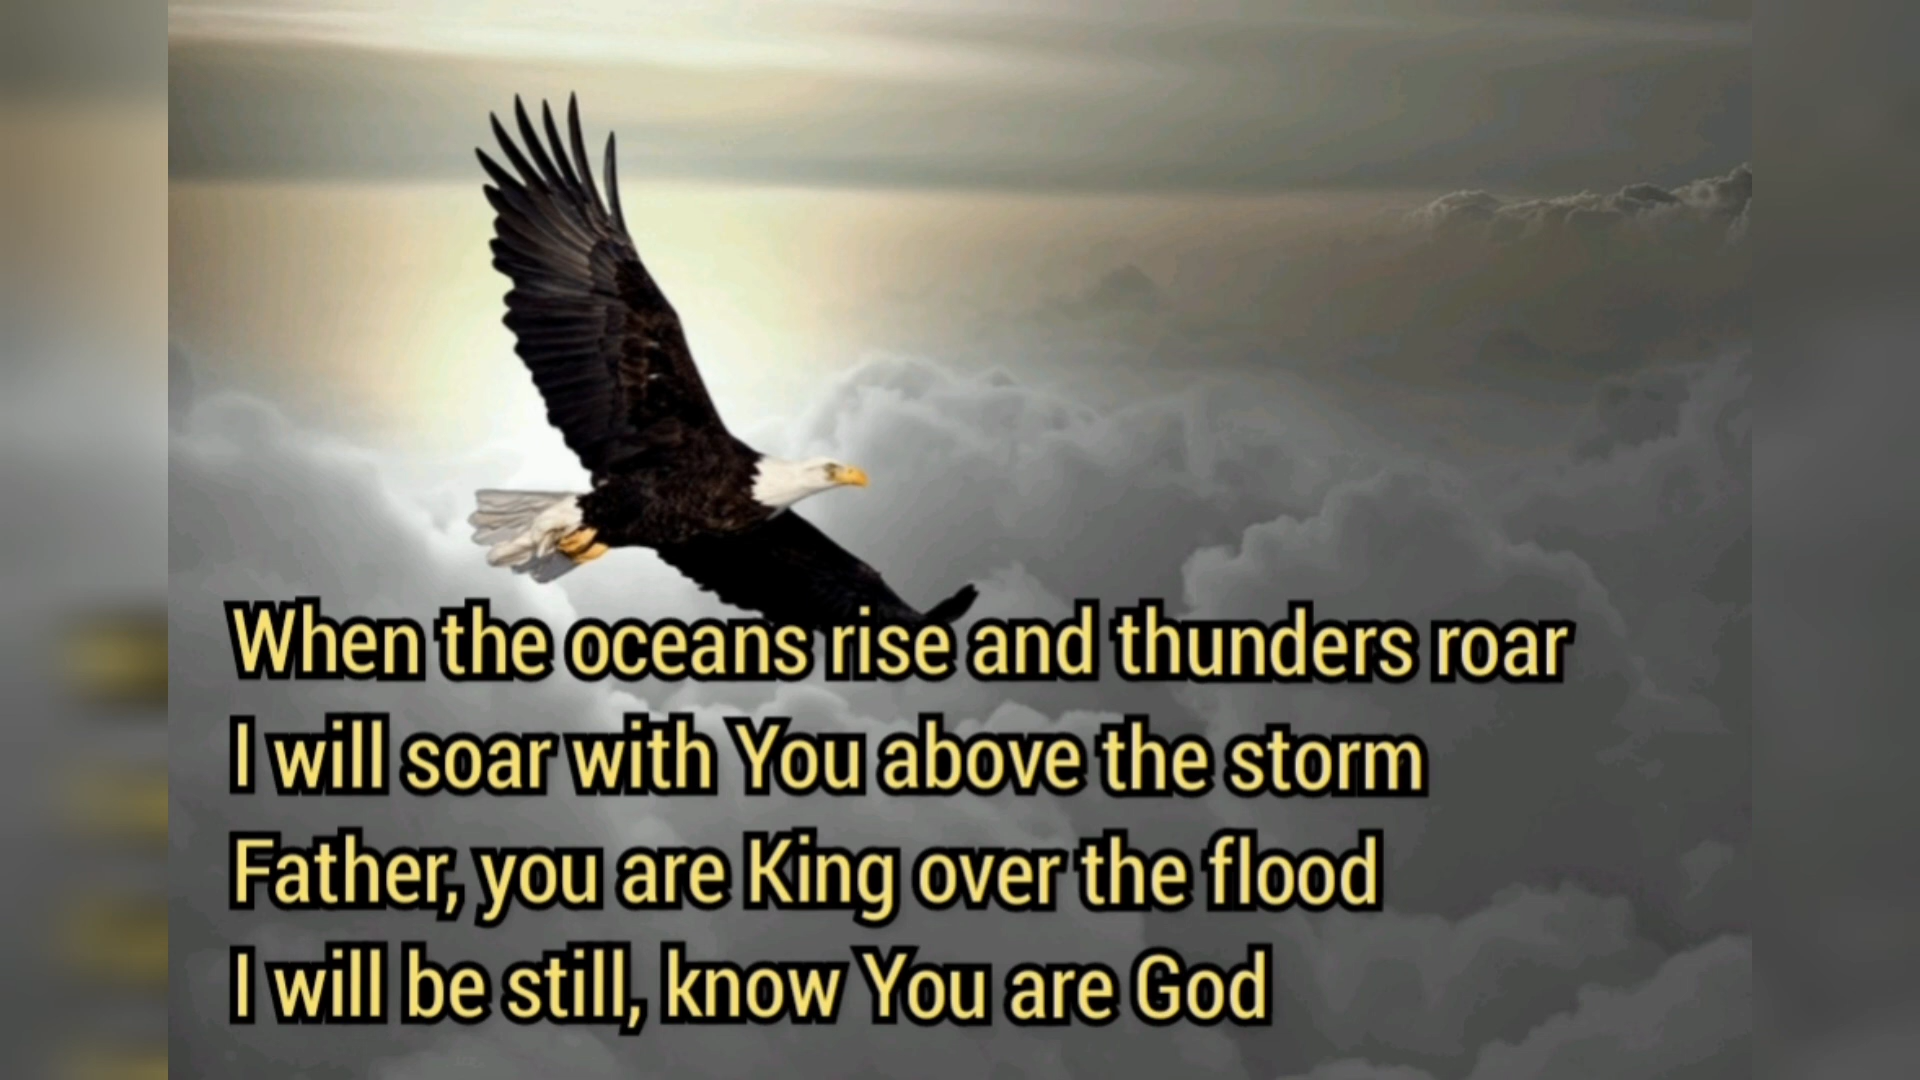 When the oceans rise and thunders roar
I will soar with You above the storm
Father, you are King over the flood
I will be still, know You are God